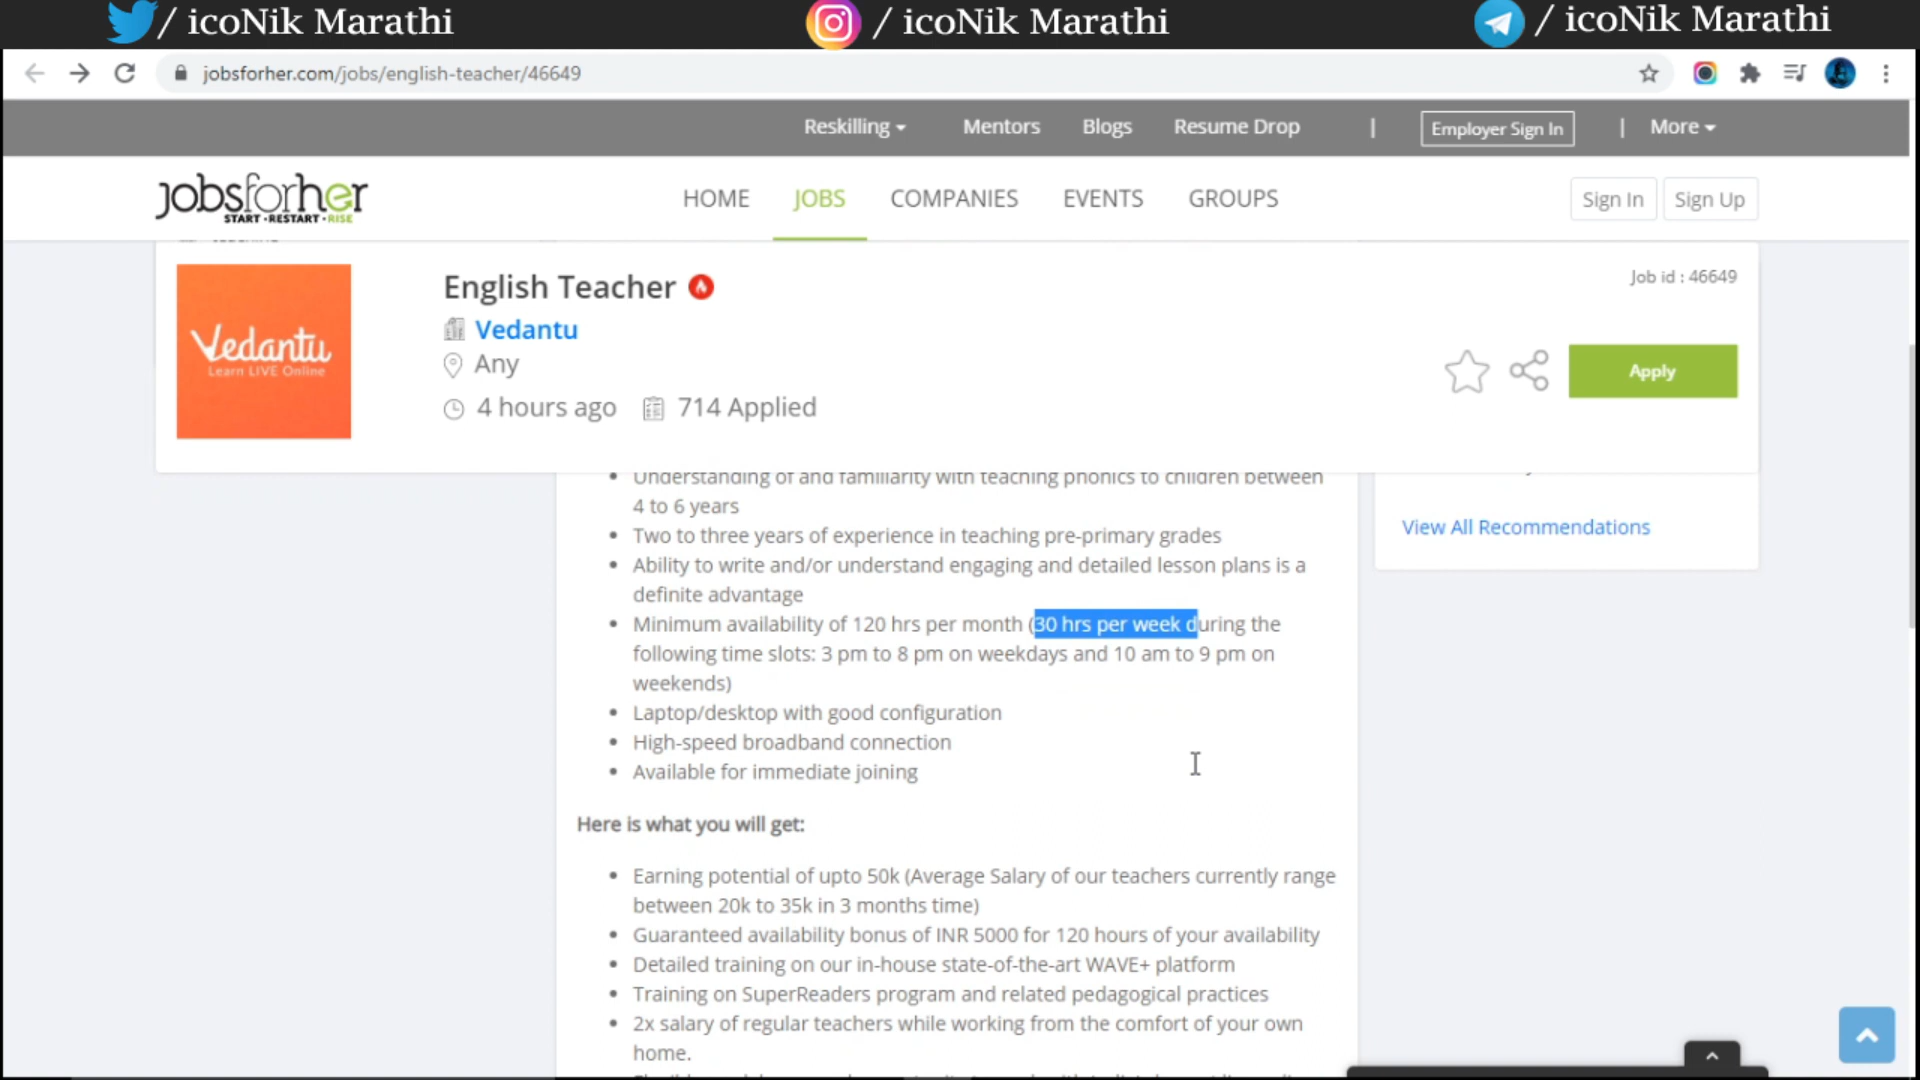 / icoNik Marathi
/ icoNik Marathi
/ icoNik Marathi
jobsforher.com/jobs/english-teacher/46649
Reskilling
Mentors
Blogs
Resume Drop
|
Employer Sign In
|
More
jobsforher
START • RESTART • RISE
HOME
JOBS
COMPANIES
EVENTS
GROUPS
Sign In
Sign Up
Vedantu
Learn LIVE Online
English Teacher
Job id : 46649
Vedantu
Any
4 hours ago
714 Applied
Apply
• Understanding of and familiarity with teaching phonics to children between
4 to 6 years
• Two to three years of experience in teaching pre-primary grades
• Ability to write and/or understand engaging and detailed lesson plans is a
definite advantage
• Minimum availability of 120 hrs per month (30 hrs per week during the
following time slots: 3 pm to 8 pm on weekdays and 10 am to 9 pm on
weekends)
• Laptop/desktop with good configuration
• High-speed broadband connection
• Available for immediate joining
View All Recommendations
Here is what you will get:
• Earning potential of upto 50k (Average Salary of our teachers currently range
between 20k to 35k in 3 months time)
• Guaranteed availability bonus of INR 5000 for 120 hours of your availability
• Detailed training on our in-house state-of-the-art WAVE+ platform
• Training on SuperReaders program and related pedagogical practices
• 2x salary of regular teachers while working from the comfort of your own
home.